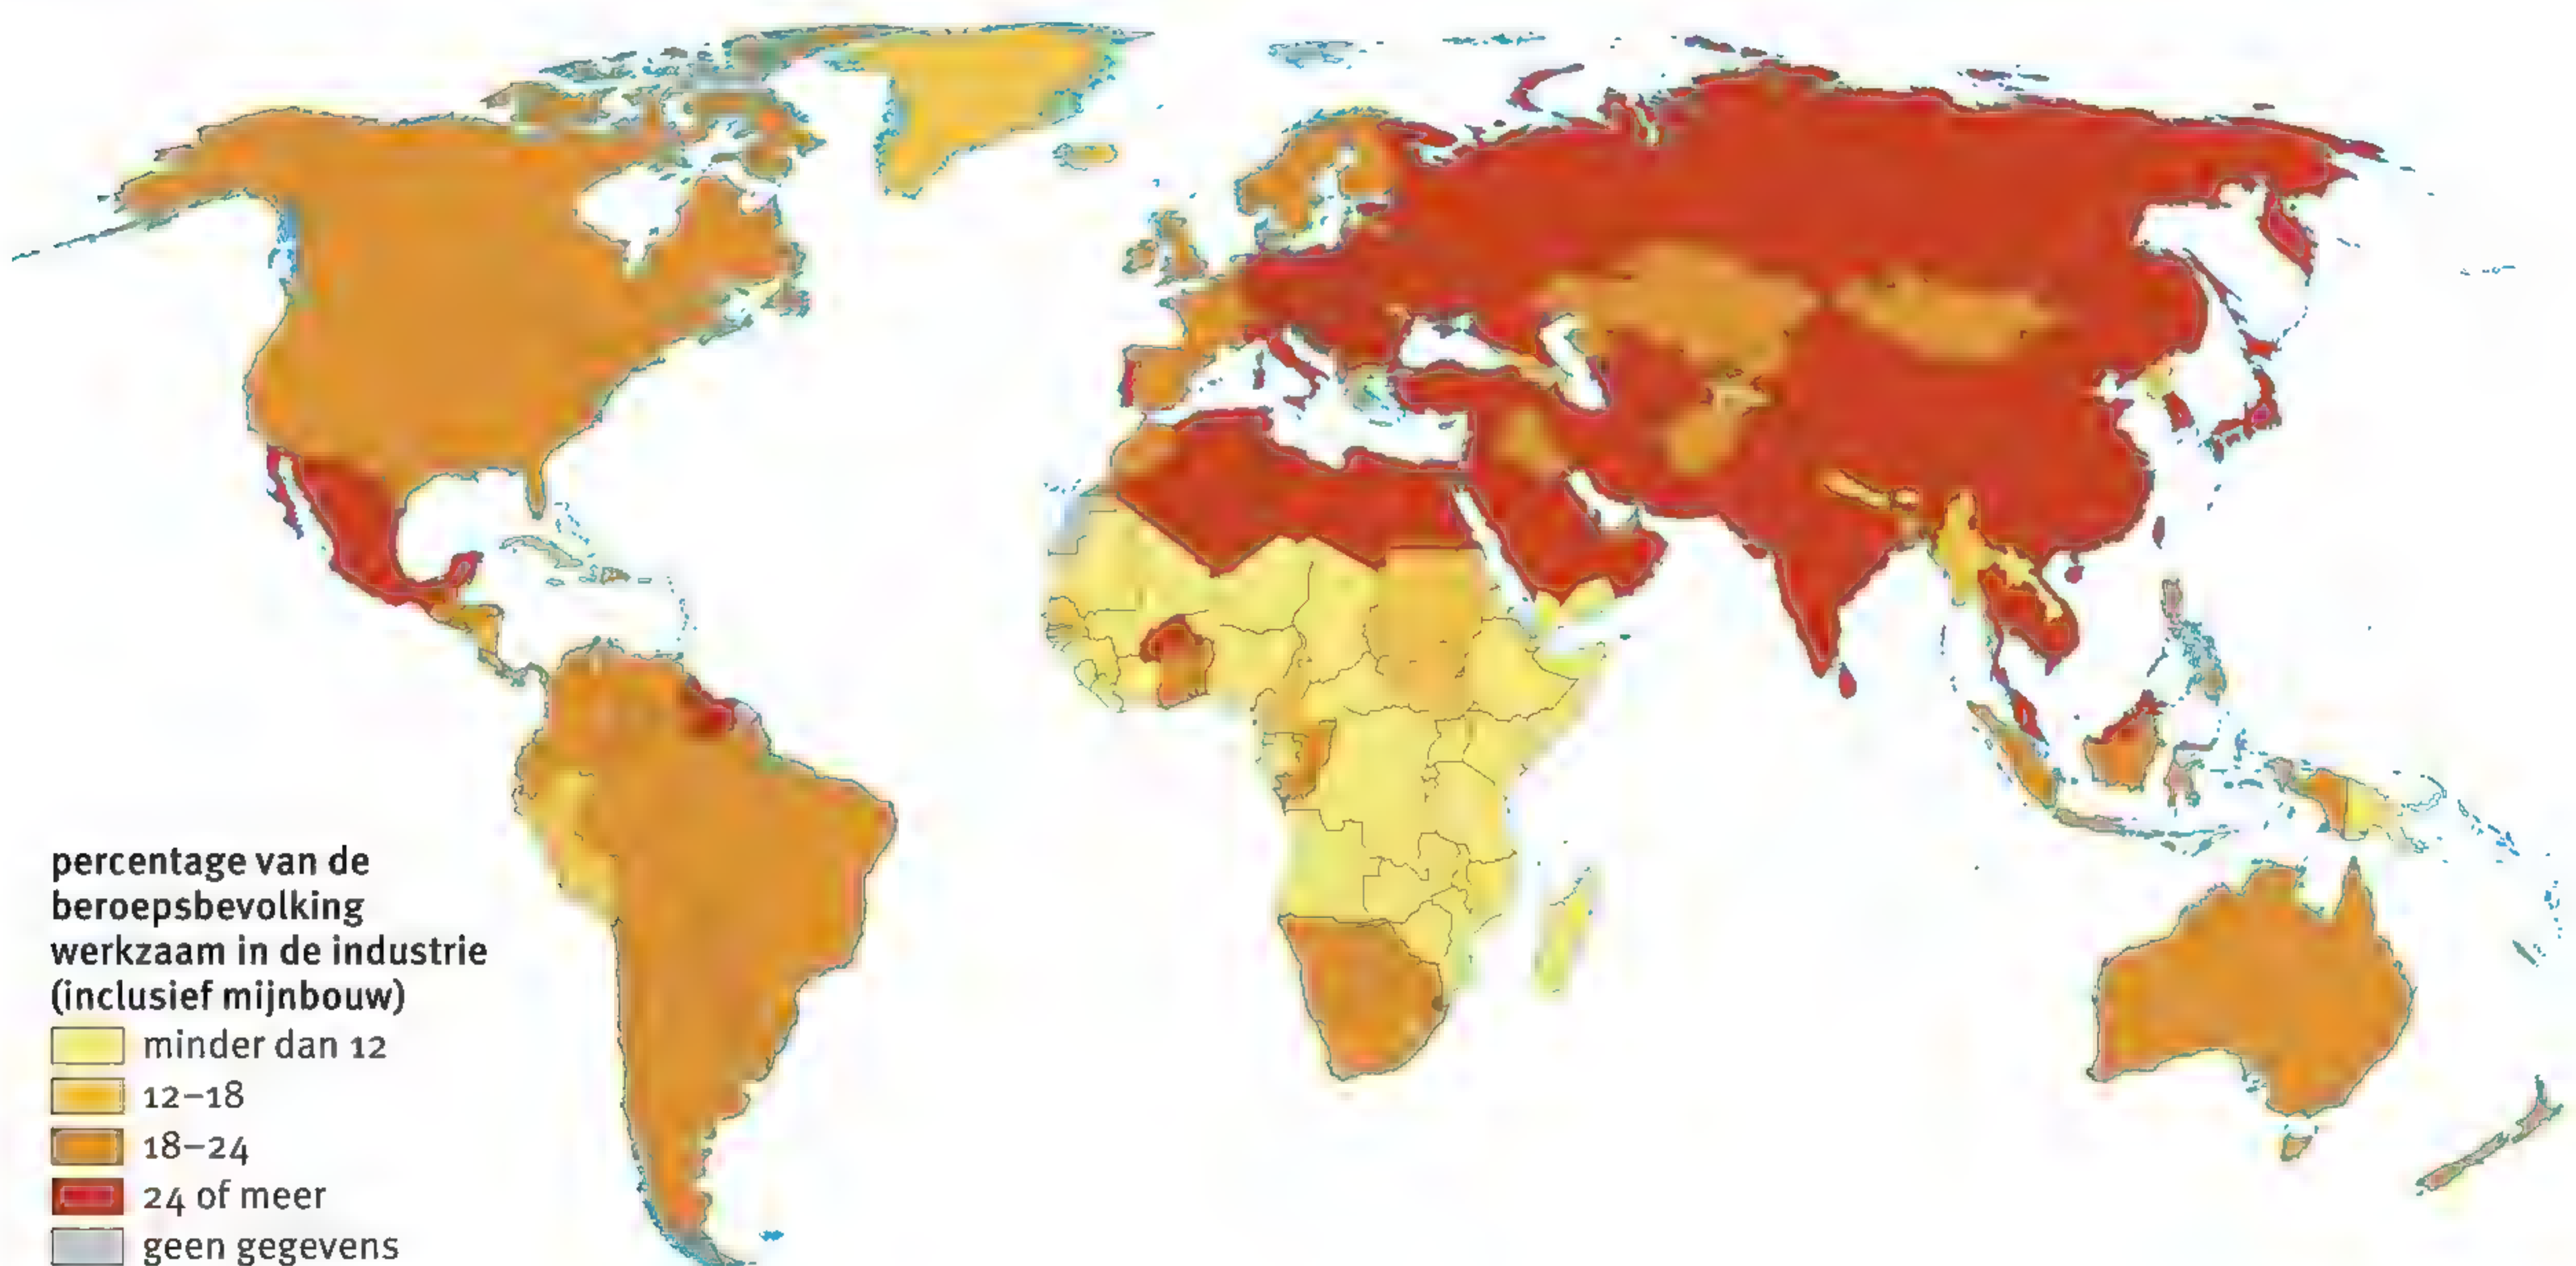 percentage van de
beroepsbevolking
werkzaam in de industrie
(inclusief mijnbouw)
minder dan 12
12–18
18–24
24 of meer
geen gegevens